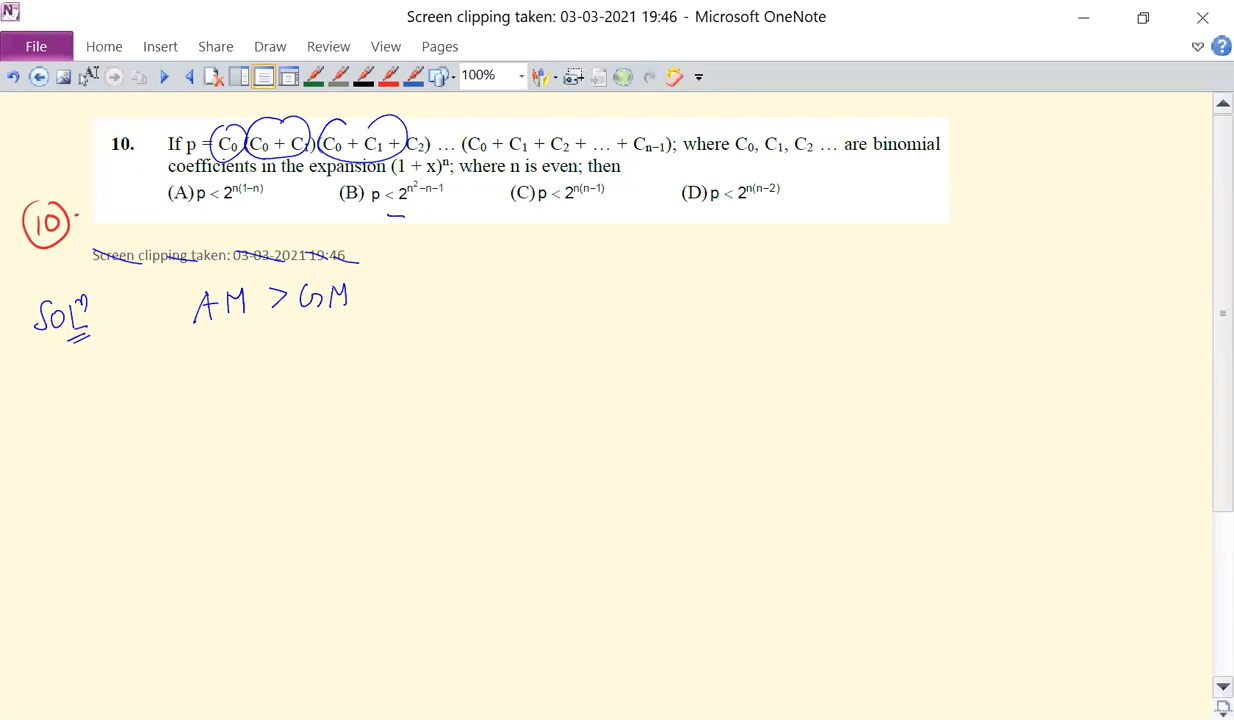 Screen clipping taken: 03-03-2021 19:46 - Microsoft OneNote
File Home Insert Share Draw Review View Pages
100%
10. If p = C₀ (C₀ + C₁)(C₀ + C₁ + C₂) … (C₀ + C₁ + C₂ + … + Cₙ₋₁); where C₀, C₁, C₂ … are binomial
coefficients in the expansion (1 + x)ⁿ; where n is even; then
(A) p < 2^{n(1−n)} (B) p < 2^{n²−n−1} (C) p < 2^{n(n−1)} (D) p < 2^{n(n−2)}
10.
Screen clipping taken: 03-03-2021 19:46
SOLⁿ AM > GM